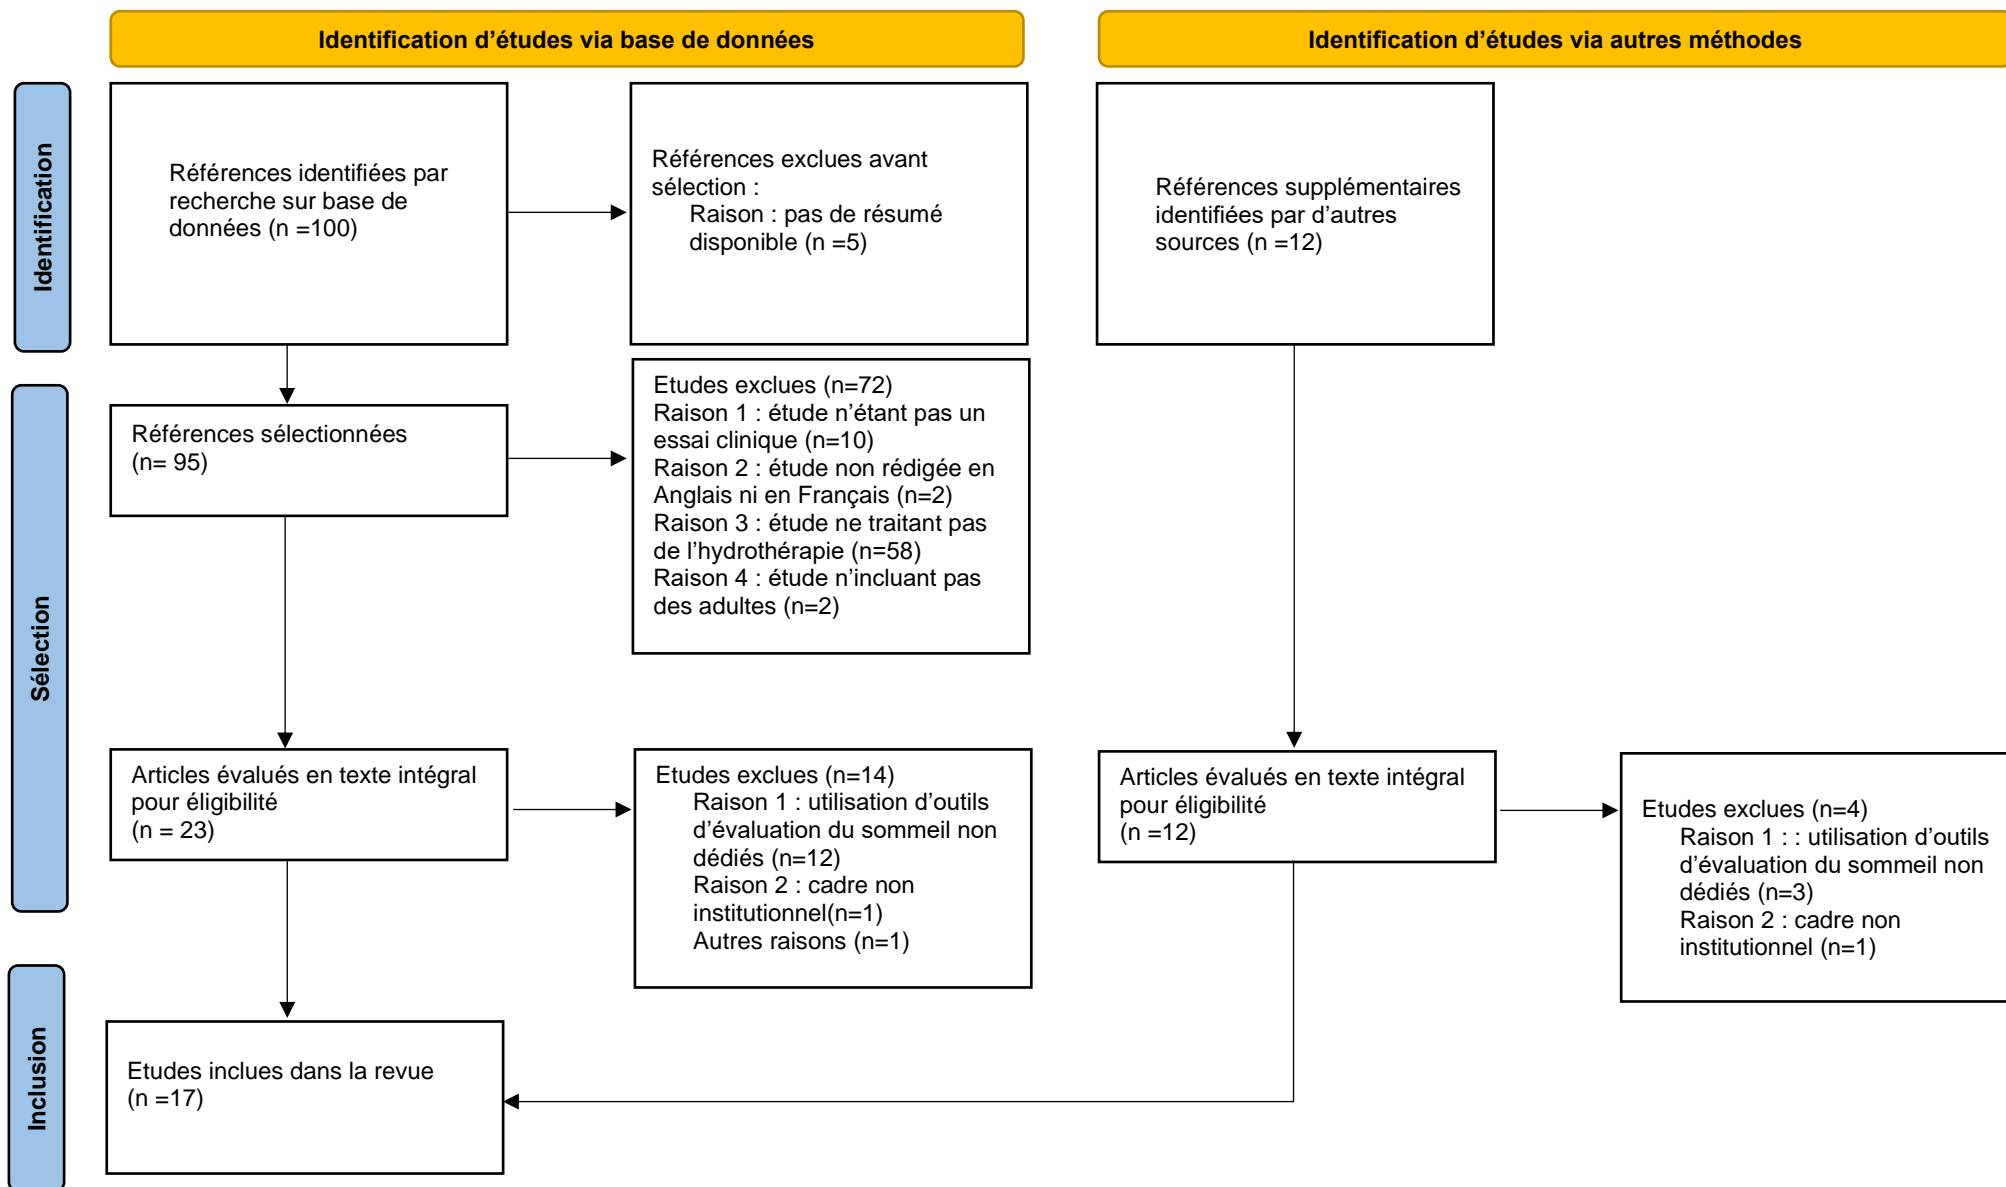 Identification d’études via base de données
Identification d’études via autres méthodes
Identification
Références identifiées par
recherche sur base de
données (n =100)
Références exclues avant
sélection :
Raison : pas de résumé
disponible (n =5)
Références supplémentaires
identifiées par d’autres
sources (n =12)
Sélection
Références sélectionnées
(n= 95)
Etudes exclues (n=72)
Raison 1 : étude n’étant pas un
essai clinique (n=10)
Raison 2 : étude non rédigée en
Anglais ni en Français (n=2)
Raison 3 : étude ne traitant pas
de l’hydrothérapie (n=58)
Raison 4 : étude n’incluant pas
des adultes (n=2)
Articles évalués en texte intégral
pour éligibilité
(n = 23)
Etudes exclues (n=14)
Raison 1 : utilisation d’outils
d’évaluation du sommeil non
dédiés (n=12)
Raison 2 : cadre non
institutionnel(n=1)
Autres raisons (n=1)
Articles évalués en texte intégral
pour éligibilité
(n =12)
Etudes exclues (n=4)
Raison 1 : : utilisation d’outils
d’évaluation du sommeil non
dédiés (n=3)
Raison 2 : cadre non
institutionnel (n=1)
Inclusion
Etudes inclues dans la revue
(n =17)